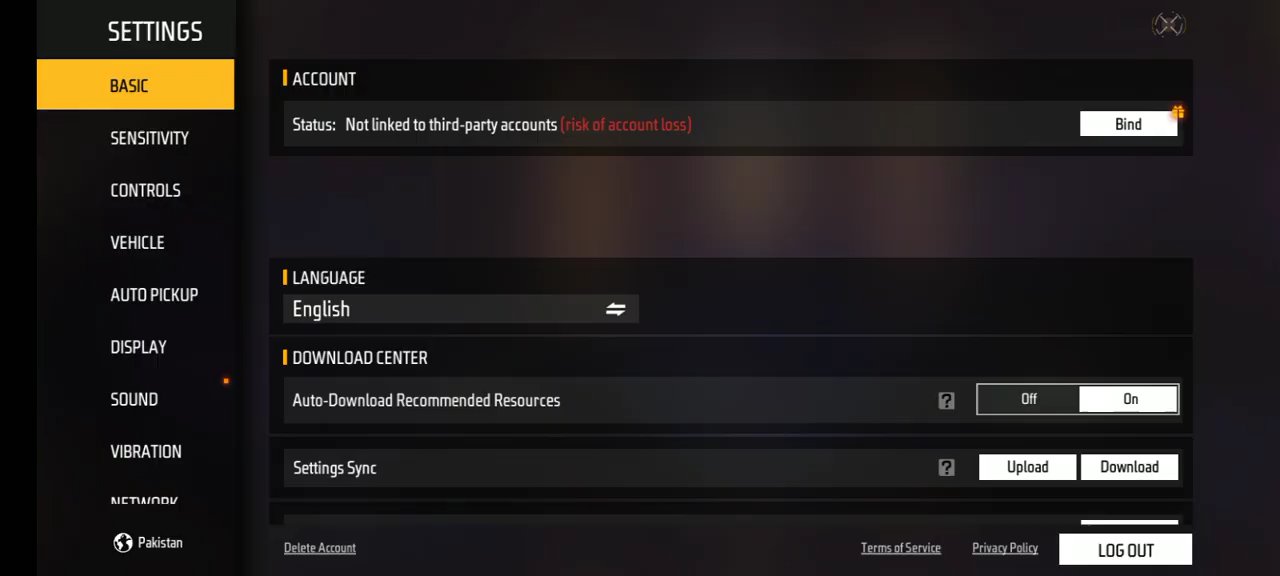 SETTINGS
BASIC
SENSITIVITY
CONTROLS
VEHICLE
AUTO PICKUP
DISPLAY
SOUND
VIBRATION
NETWORK
Pakistan
ACCOUNT
Status: Not linked to third-party accounts (risk of account loss)
Bind
LANGUAGE
English
DOWNLOAD CENTER
Auto-Download Recommended Resources ? Off On
Settings Sync ? Upload Download
Delete Account Terms of Service Privacy Policy LOG OUT